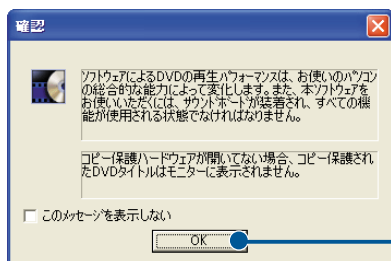 確認
ソフトウェアによるDVDの再生パフォーマンスは、お使いのパソコン
の総合的な能力によって変化します。また、本ソフトウェアを
お使いいただくには、サウンドボードが装着され、すべての機
能が使用される状態でなければなりません。
コピー保護ハードウェアが開いてない場合、コピー保護され
たDVDタイトルはモニターに表示されません。
このメッセージを表示しない
OK